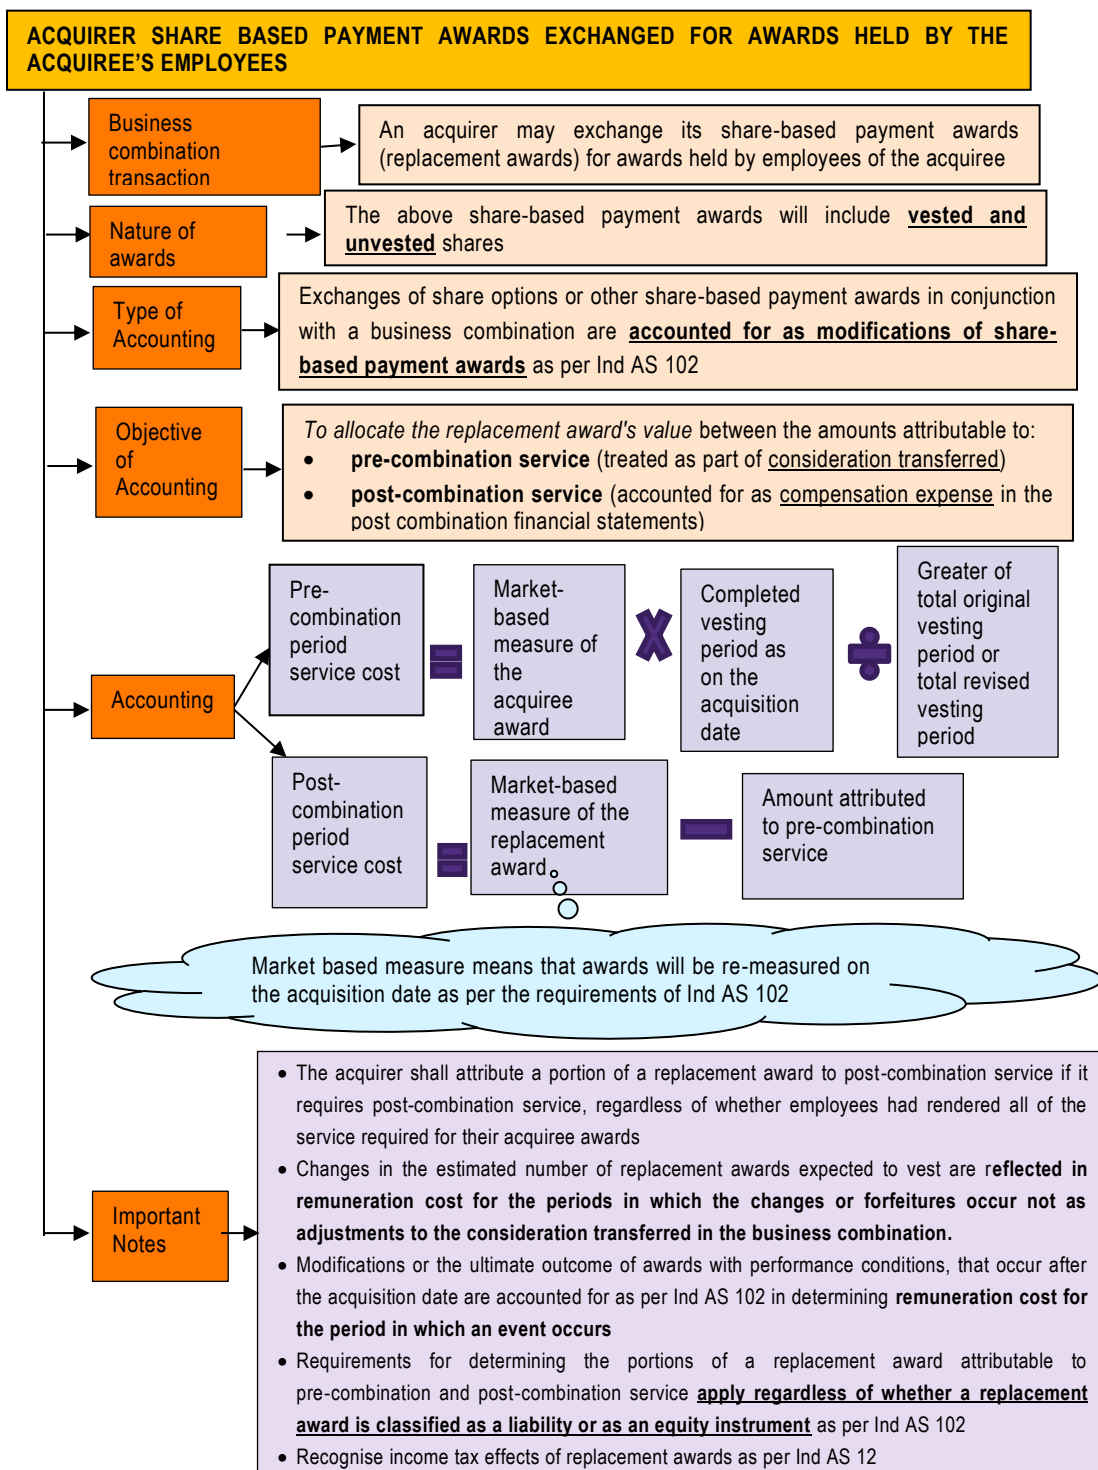 ACQUIRER SHARE BASED PAYMENT AWARDS EXCHANGED FOR AWARDS HELD BY THE
ACQUIREE'S EMPLOYEES
Business
combination
transaction
An acquirer may exchange its share-based payment awards
(replacement awards) for awards held by employees of the acquiree
Nature of
awards
The above share-based payment awards will include vested and
unvested shares
Type of
Accounting
Exchanges of share options or other share-based payment awards in conjunction
with a business combination are accounted for as modifications of share-
based payment awards as per Ind AS 102
Objective
of
Accounting
To allocate the replacement award's value between the amounts attributable to:
• pre-combination service (treated as part of consideration transferred)
• post-combination service (accounted for as compensation expense in the
post combination financial statements)
Accounting
Pre-
combination
period
service cost
Market-
based
measure of
the
acquiree
award
Completed
vesting
period as
on the
acquisition
date
Greater of
total original
vesting
period or
total revised
vesting
period
Post-
combination
period
service cost
Market-based
measure of the
replacement
award
Amount attributed
to pre-combination
service
Market based measure means that awards will be re-measured on
the acquisition date as per the requirements of Ind AS 102
Important
Notes
• The acquirer shall attribute a portion of a replacement award to post-combination service if it
requires post-combination service, regardless of whether employees had rendered all of the
service required for their acquiree awards
• Changes in the estimated number of replacement awards expected to vest are reflected in
remuneration cost for the periods in which the changes or forfeitures occur not as
adjustments to the consideration transferred in the business combination.
• Modifications or the ultimate outcome of awards with performance conditions, that occur after
the acquisition date are accounted for as per Ind AS 102 in determining remuneration cost for
the period in which an event occurs
• Requirements for determining the portions of a replacement award attributable to
pre-combination and post-combination service apply regardless of whether a replacement
award is classified as a liability or as an equity instrument as per Ind AS 102
• Recognise income tax effects of replacement awards as per Ind AS 12